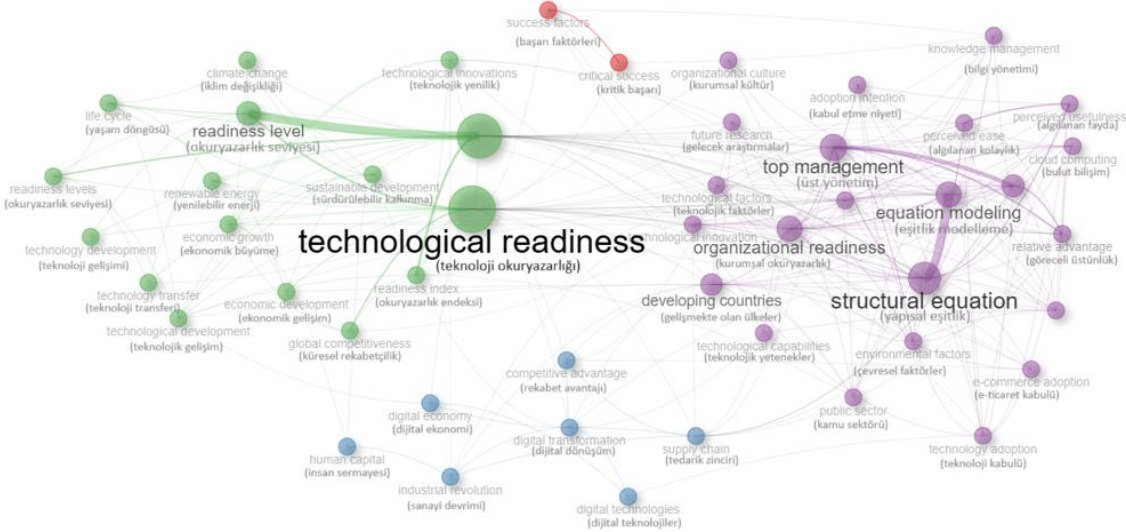 success factors
(başarı faktörleri)
critical success
(kritik başarı)
knowledge management
(bilgi yönetimi)
climate change
(iklim değişikliği)
technological innovations
(teknolojik yenilik)
organizational culture
(kurumsal kültür)
adoption intention
(kabul etme niyeti)
life cycle
(yaşam döngüsü)
readiness level
(okuryazarlık seviyesi)
future research
(gelecek araştırmalar)
perceived ease
(algılanan kolaylık)
perceived usefulness
(algılanan fayda)
cloud computing
(bulut bilişim)
top management
(üst yönetim)
readiness levels
(okuryazarlık seviyesi)
renewable energy
(yenilebilir enerji)
sustainable development
(sürdürülebilir kalkınma)
technological factors
(teknolojik faktörler)
equation modeling
(eşitlik modelleme)
technology development
(teknoloji gelişimi)
economic growth
(ekonomik büyüme)
technological readiness
(teknoloji okuryazarlığı)
technological innovation
organizational readiness
(kurumsal okuryazarlık)
relative advantage
(göreceli üstünlük)
technology transfer
(teknoloji transferi)
economic development
(ekonomik gelişim)
readiness index
(okuryazarlık endeksi)
developing countries
(gelişmekte olan ülkeler)
structural equation
(yapısal eşitlik)
technological development
(teknolojik gelişim)
global competitiveness
(küresel rekabetçilik)
technological capabilities
(teknolojik yetenekler)
environmental factors
(çevresel faktörler)
competitive advantage
(rekabet avantajı)
e-commerce adoption
(e-ticaret kabulü)
digital economy
(dijital ekonomi)
public sector
(kamu sektörü)
digital transformation
(dijital dönüşüm)
supply chain
(tedarik zinciri)
technology adoption
(teknoloji kabulü)
human capital
(insan sermayesi)
industrial revolution
(sanayi devrimi)
digital technologies
(dijital teknolojiler)